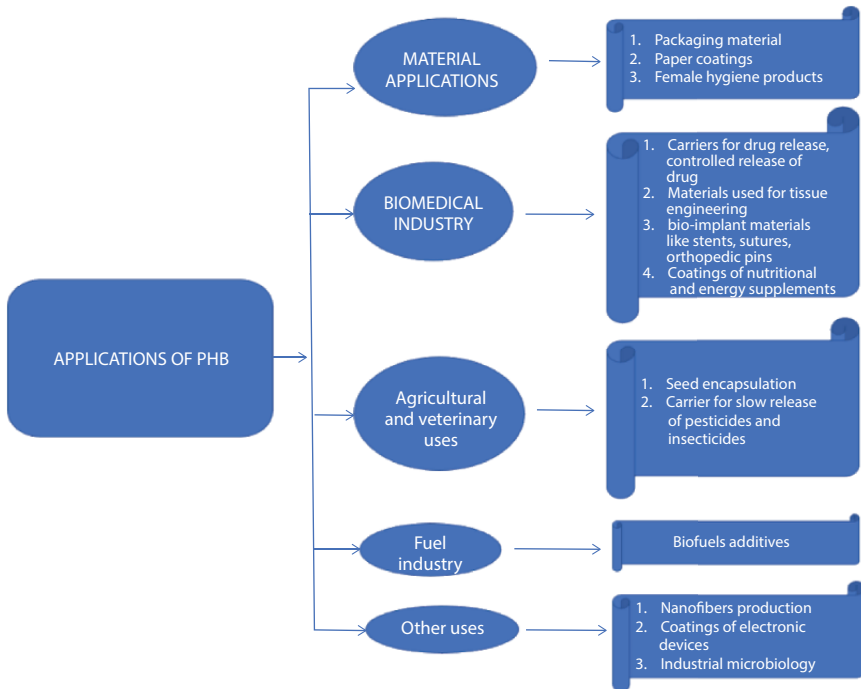 APPLICATIONS OF PHB
MATERIAL
APPLICATIONS
1. Packaging material
2. Paper coatings
3. Female hygiene products
BIOMEDICAL
INDUSTRY
1. Carriers for drug release,
controlled release of
drug
2. Materials used for tissue
engineering
3. bio-implant materials
like stents, sutures,
orthopedic pins
4. Coatings of nutritional
and energy supplements
Agricultural
and veterinary
uses
1. Seed encapsulation
2. Carrier for slow release
of pesticides and
insecticides
Fuel
industry
Biofuels additives
Other uses
1. Nanofibers production
2. Coatings of electronic
devices
3. Industrial microbiology